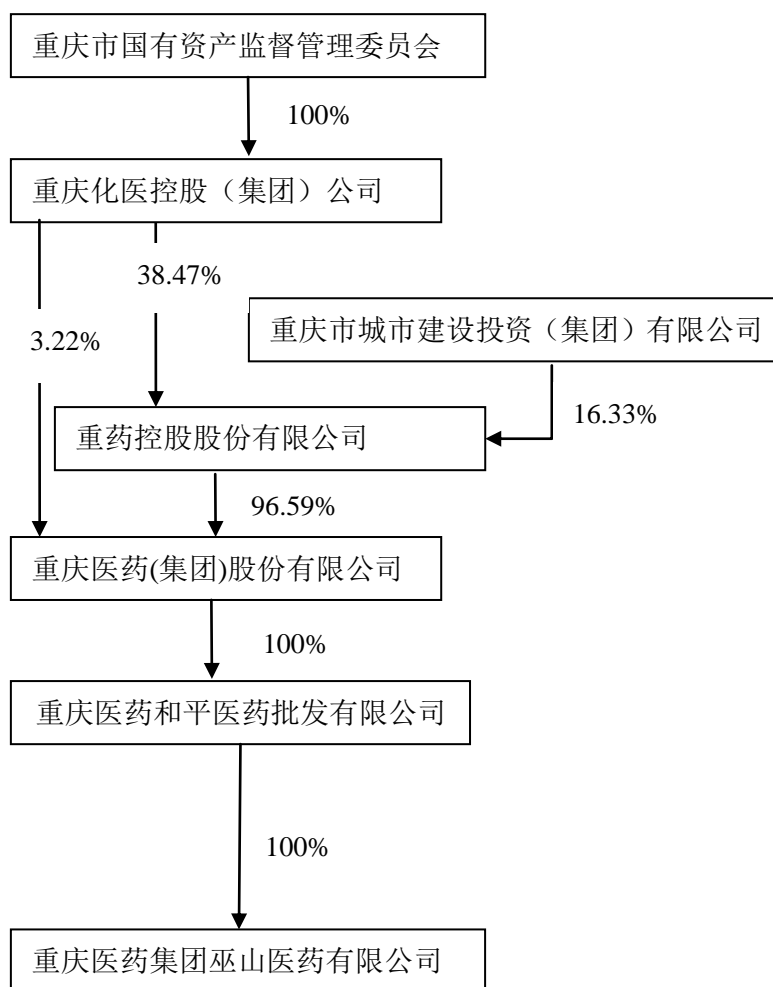 重庆市国有资产监督管理委员会
100%
重庆化医控股（集团）公司
38.47%
3.22%
重庆市城市建设投资（集团）有限公司
16.33%
重药控股股份有限公司
96.59%
重庆医药(集团)股份有限公司
100%
重庆医药和平医药批发有限公司
100%
重庆医药集团巫山医药有限公司